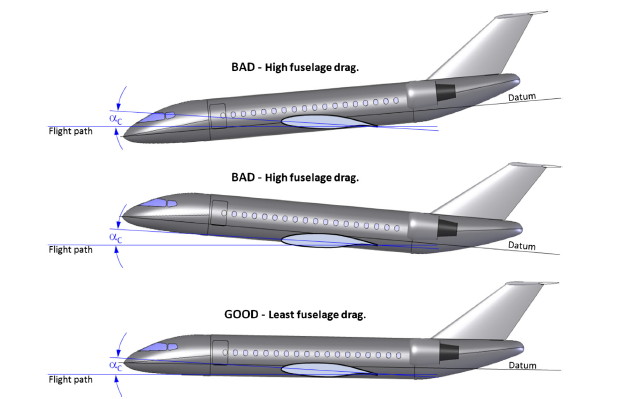 BAD - High fuselage drag.
αC
Flight path
Datum
BAD - High fuselage drag.
αC
Flight path
Datum
GOOD - Least fuselage drag.
αC
Flight path
Datum